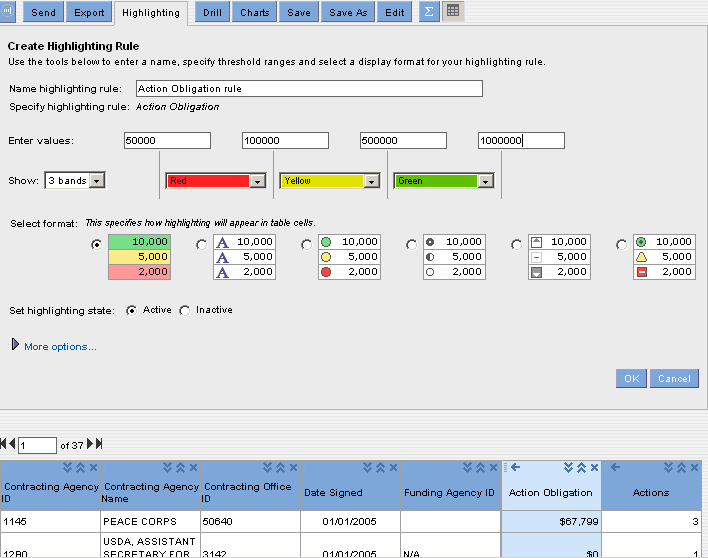 Send Export Highlighting Drill Charts Save Save As Edit Σ
Create Highlighting Rule
Use the tools below to enter a name, specify threshold ranges and select a display format for your highlighting rule.
Name highlighting rule: Action Obligation rule
Specify highlighting rule: Action Obligation
Enter values: 50000 100000 500000 1000000
Show: 3 bands Red Yellow Green
Select format: This specifies how highlighting will appear in table cells.
10,000 A 10,000 10,000 10,000 10,000 10,000
5,000 A 5,000 5,000 5,000 5,000 5,000
2,000 A 2,000 2,000 2,000 2,000 2,000
Set highlighting state: Active Inactive
More options...
OK Cancel
1 of 37
Contracting Agency ID Contracting Agency Name Contracting Office ID Date Signed Funding Agency ID Action Obligation Actions
1145 PEACE CORPS 50640 01/01/2005 $67,799 3
USDA, ASSISTANT
12B0 SECRETARY FOR 3142 01/01/2005 N/A $0 1